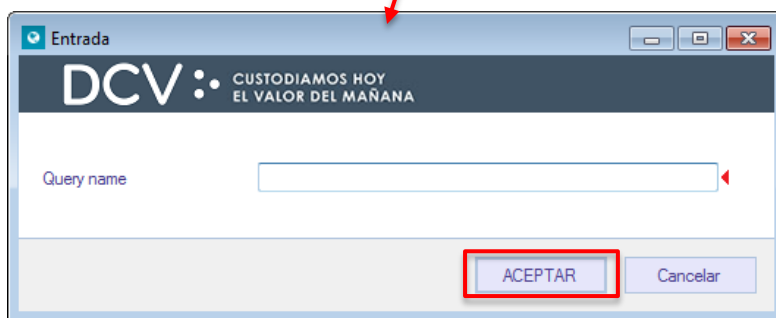 Entrada
DCV
CUSTODIAMOS HOY
EL VALOR DEL MAÑANA
Query name
ACEPTAR
Cancelar